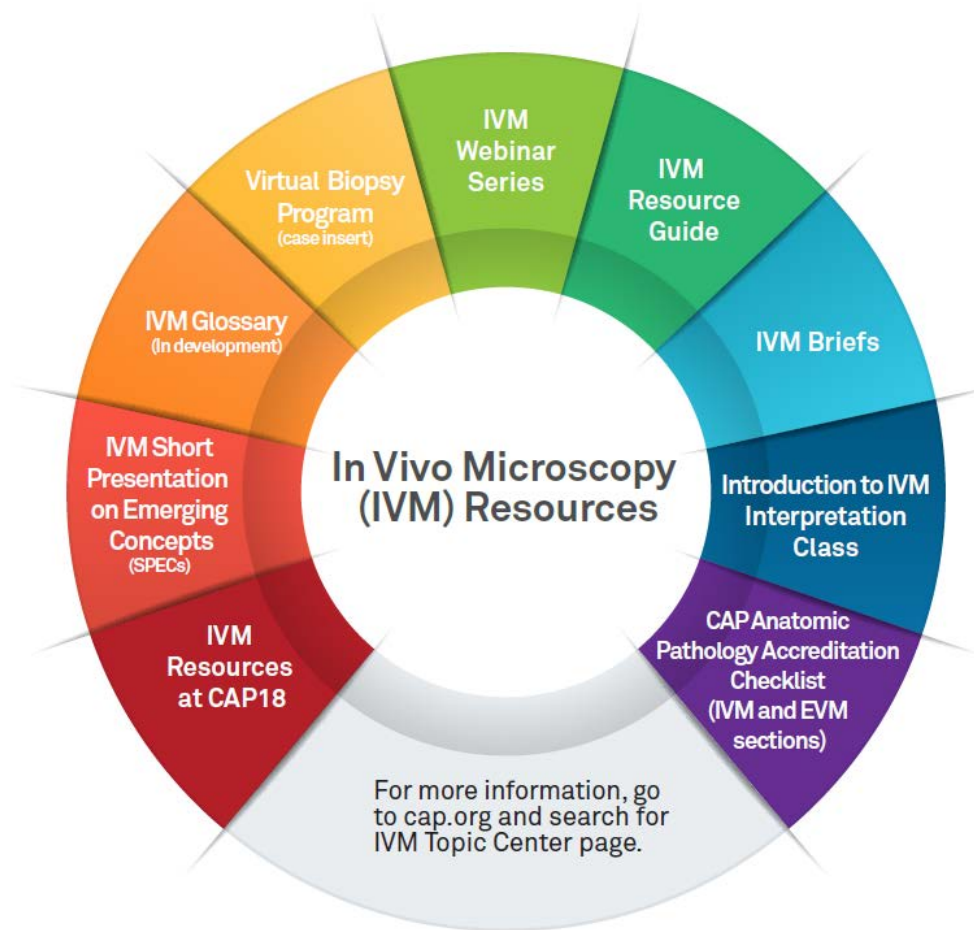 In Vivo Microscopy
(IVM) Resources
IVM
Webinar
Series
IVM
Resource
Guide
IVM Briefs
Introduction to IVM
Interpretation
Class
CAP Anatomic
Pathology Accreditation
Checklist
(IVM and EVM
sections)
For more information, go
to cap.org and search for
IVM Topic Center page.
IVM
Resources
at CAP18
IVM Short
Presentation
on Emerging
Concepts
(SPECs)
IVM Glossary
(In development)
Virtual Biopsy
Program
(case insert)